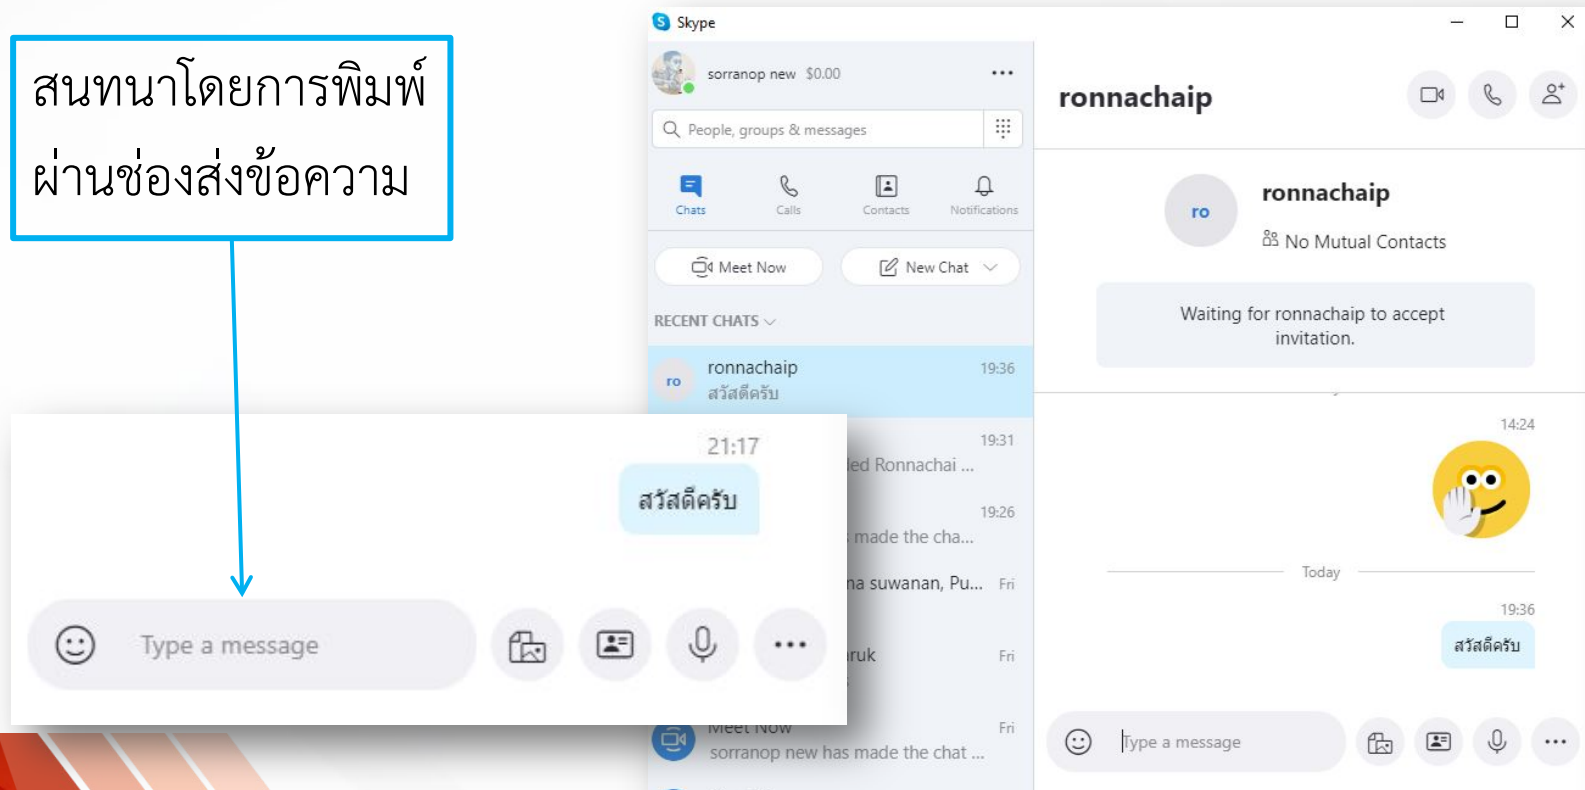 สนทนาโดยการพิมพ์
ผ่านช่องส่งข้อความ
21:17
สวัสดีครับ
Type a message
Skype
sorranop new $0.00
People, groups & messages
Chats Calls Contacts Notifications
Meet Now New Chat
RECENT CHATS
ro ronnachaip 19:36
สวัสดีครับ
19:31
Ronnachai ...
19:26
made the cha...
suwanan, Pu... Fri
Fri
Meet Now Fri
sorranop new has made the chat ...
ronnachaip
ro ronnachaip
No Mutual Contacts
Waiting for ronnachaip to accept
invitation.
14:24
Today
19:36
สวัสดีครับ
Type a message